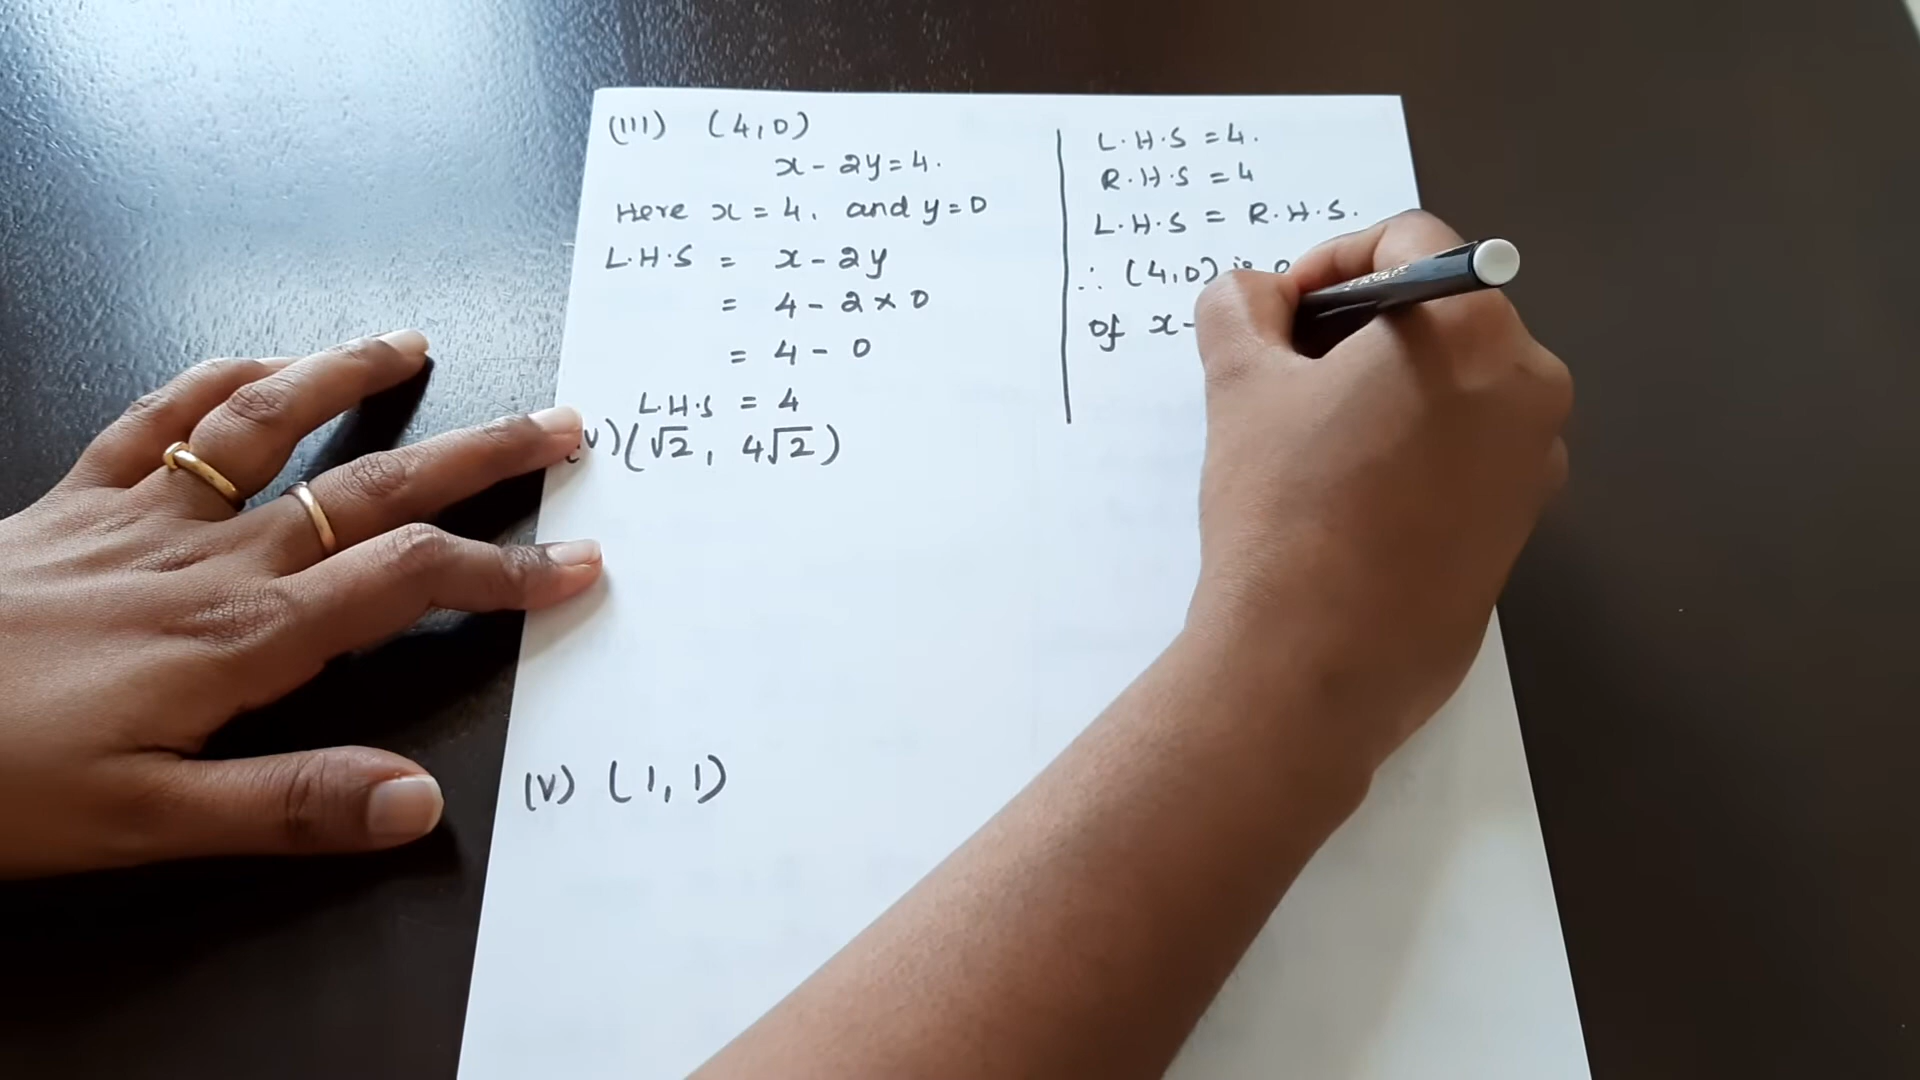 (III) (4,0)
x - 2y = 4.
Here x = 4, and y = 0
L.H.S = x - 2y
= 4 - 2 × 0
= 4 - 0
L.H.S = 4
V) (√2, 4√2)
(V) (1, 1)
L.H.S = 4.
R.H.S = 4
L.H.S = R.H.S.
∴ (4,0) is a
of x -